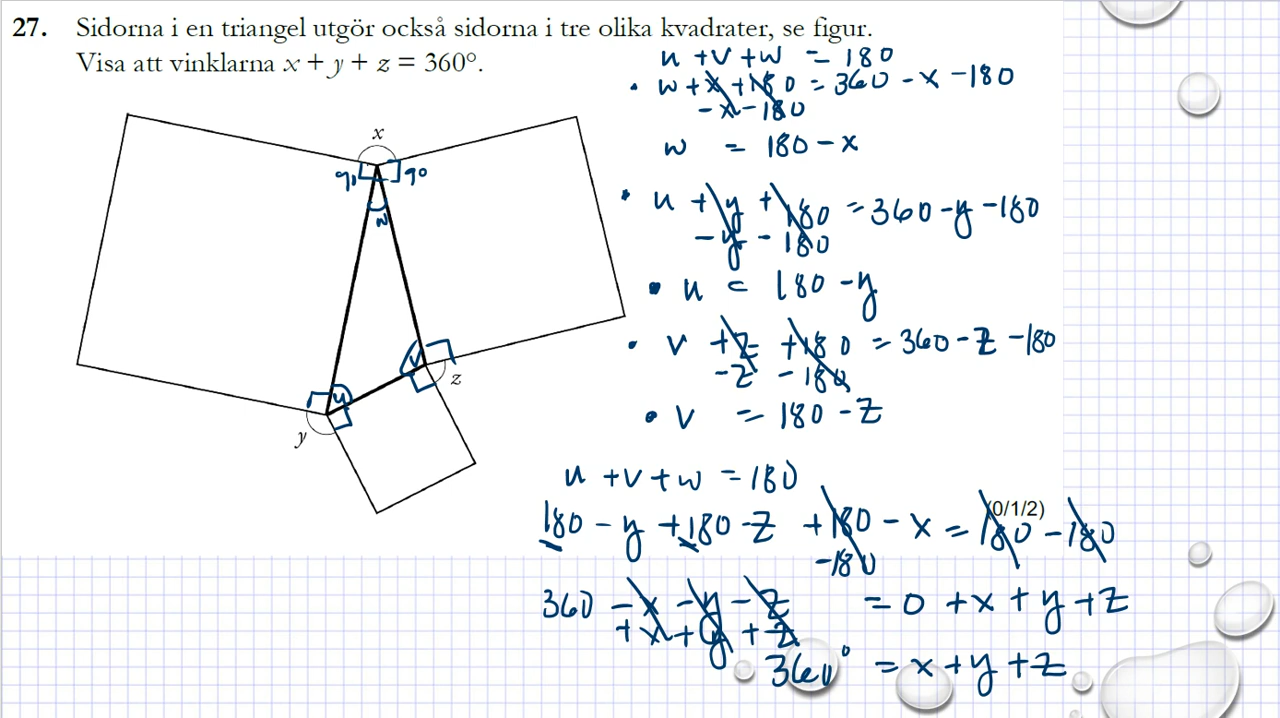 27. Sidorna i en triangel utgör också sidorna i tre olika kvadrater, se figur.
Visa att vinklarna x + y + z = 360°.
u + v + w = 180
• w + x + 180 = 360 - x - 180
- x - 180
w = 180 - x
• u + y + 180 = 360 - y - 180
- y - 180
• u = 180 - y
• v + z + 180 = 360 - z - 180
- z - 180
• v = 180 - z
x
90
90
w
v
z
u
y
u + v + w = 180
(0/1/2)
180 - y + 180 - z + 180 - x = 180 - 180
- 180
360 - x - y - z = 0 + x + y + z
+ x + y + z
360° = x + y + z